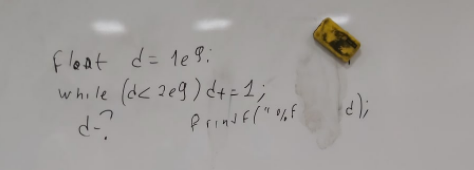 float d = 1e9;
while (d< 2e9) d+= 1;
d-? printf("%f d);